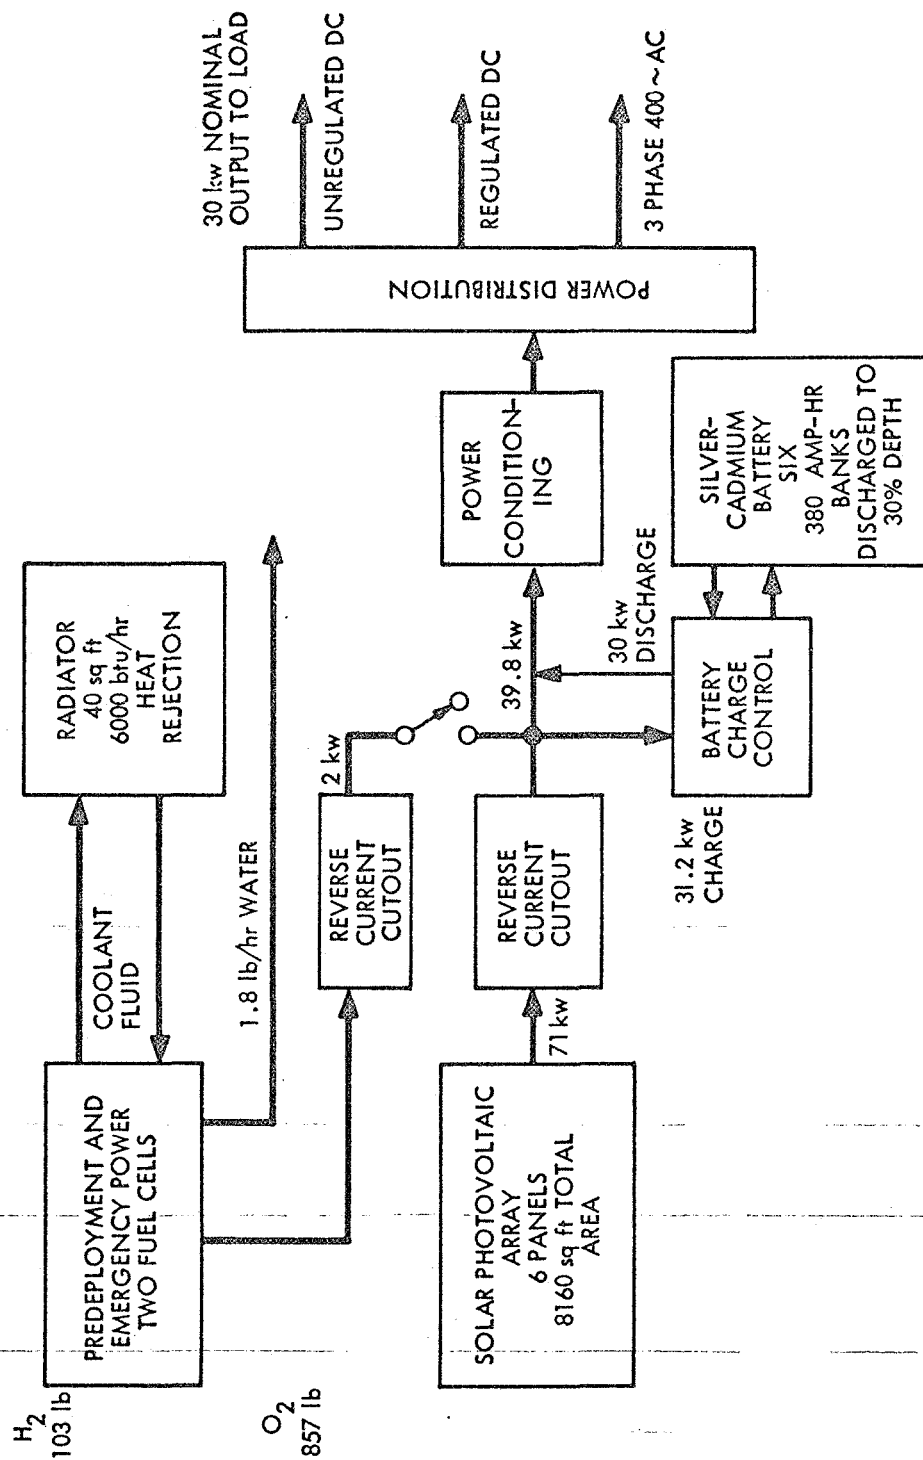 H2
103 lb
PREDEPLOYMENT AND
EMERGENCY POWER
TWO FUEL CELLS
COOLANT
FLUID
RADIATOR
40 sq ft
6000 btu/hr
HEAT
REJECTION
1.8 lb/hr WATER
O2
857 lb
REVERSE
CURRENT
CUTOUT
2 kw
SOLAR PHOTOVOLTAIC
ARRAY
6 PANELS
8160 sq ft TOTAL
AREA
71 kw
REVERSE
CURRENT
CUTOUT
39.8 kw
31.2 kw
CHARGE
BATTERY
CHARGE
CONTROL
30 kw
DISCHARGE
SILVER-
CADMIUM
BATTERY
SIX
380 AMP-HR
BANKS
DISCHARGED TO
30% DEPTH
POWER
CONDITION-
ING
POWER DISTRIBUTION
30 kw NOMINAL
OUTPUT TO LOAD
UNREGULATED DC
REGULATED DC
3 PHASE 400~AC